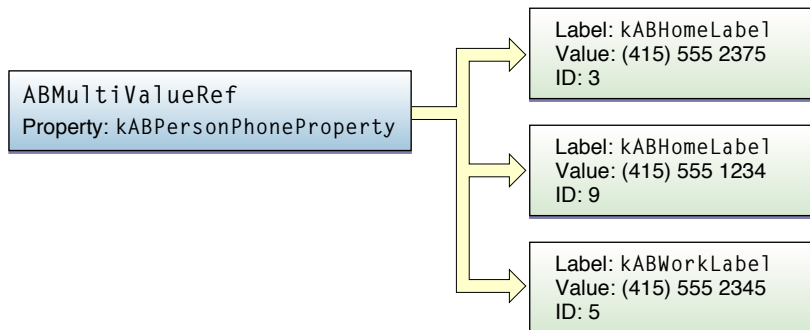 ABMultiValueRef
Property: kABPersonPhoneProperty
Label: kABHomeLabel
Value: (415) 555 2375
ID: 3
Label: kABHomeLabel
Value: (415) 555 1234
ID: 9
Label: kABWorkLabel
Value: (415) 555 2345
ID: 5